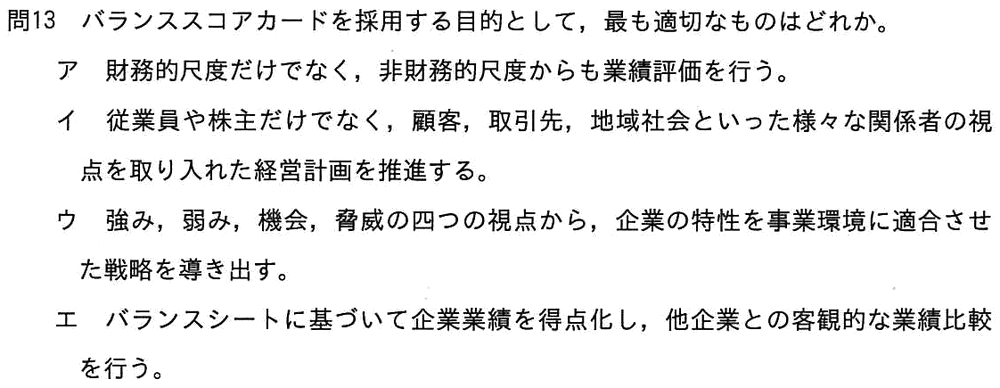 問13 バランススコアカードを採用する目的として，最も適切なものはどれか。
ア 財務的尺度だけでなく，非財務的尺度からも業績評価を行う。
イ 従業員や株主だけでなく，顧客，取引先，地域社会といった様々な関係者の視
点を取り入れた経営計画を推進する。
ウ 強み，弱み，機会，脅威の四つの視点から，企業の特性を事業環境に適合させ
た戦略を導き出す。
エ バランスシートに基づいて企業業績を得点化し，他企業との客観的な業績比較
を行う。